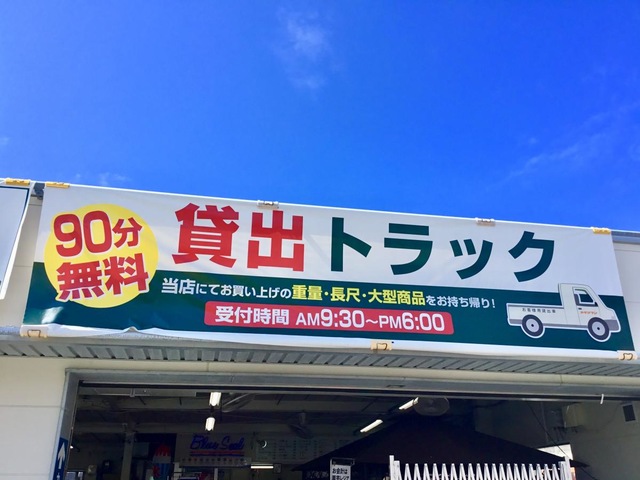 90分
無料
貸出トラック
当店にてお買い上げの重量・長尺・大型商品をお持ち帰り!
受付時間 AM9:30〜PM6:00
Blue Seal